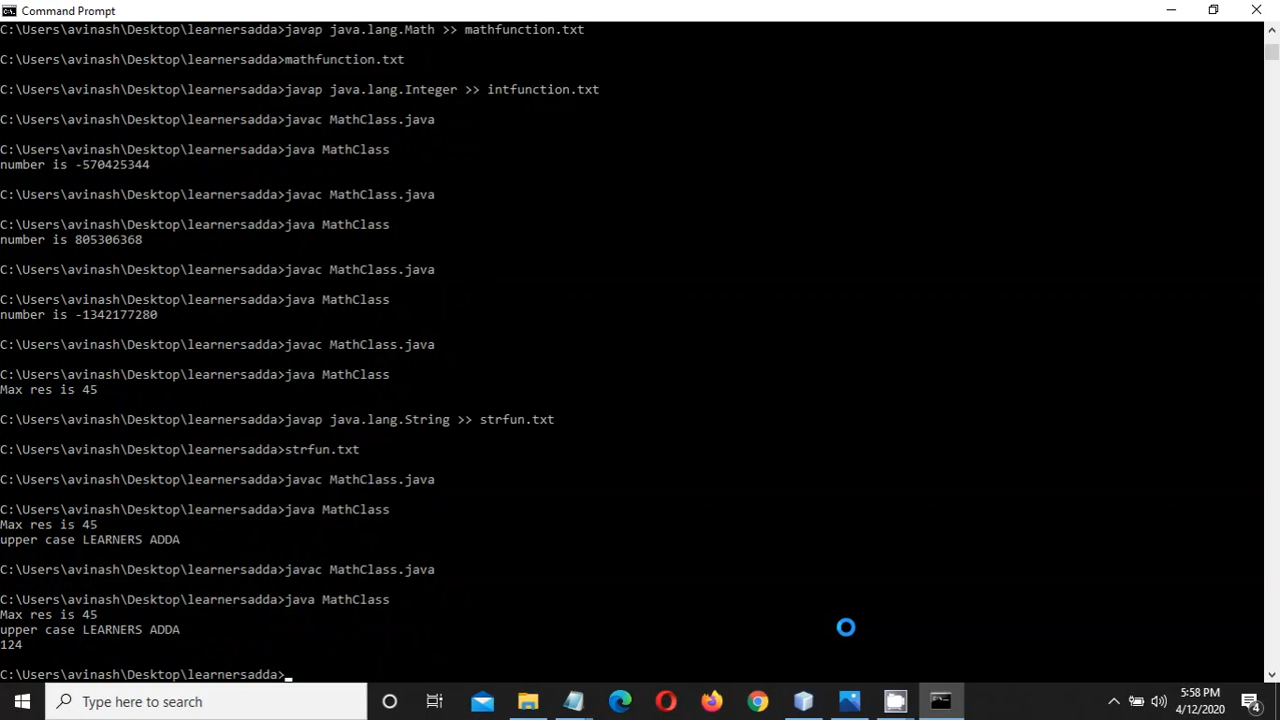 Command Prompt
C:\Users\avinash\Desktop\learnersadda>javap java.lang.Math >> mathfunction.txt
C:\Users\avinash\Desktop\learnersadda>mathfunction.txt
C:\Users\avinash\Desktop\learnersadda>javap java.lang.Integer >> intfunction.txt
C:\Users\avinash\Desktop\learnersadda>javac MathClass.java
C:\Users\avinash\Desktop\learnersadda>java MathClass
number is -570425344
C:\Users\avinash\Desktop\learnersadda>javac MathClass.java
C:\Users\avinash\Desktop\learnersadda>java MathClass
number is 805306368
C:\Users\avinash\Desktop\learnersadda>javac MathClass.java
C:\Users\avinash\Desktop\learnersadda>java MathClass
number is -1342177280
C:\Users\avinash\Desktop\learnersadda>javac MathClass.java
C:\Users\avinash\Desktop\learnersadda>java MathClass
Max res is 45
C:\Users\avinash\Desktop\learnersadda>javap java.lang.String >> strfun.txt
C:\Users\avinash\Desktop\learnersadda>strfun.txt
C:\Users\avinash\Desktop\learnersadda>javac MathClass.java
C:\Users\avinash\Desktop\learnersadda>java MathClass
Max res is 45
upper case LEARNERS ADDA
C:\Users\avinash\Desktop\learnersadda>javac MathClass.java
C:\Users\avinash\Desktop\learnersadda>java MathClass
Max res is 45
upper case LEARNERS ADDA
124
C:\Users\avinash\Desktop\learnersadda>
Type here to search
5:58 PM
4/12/2020
4